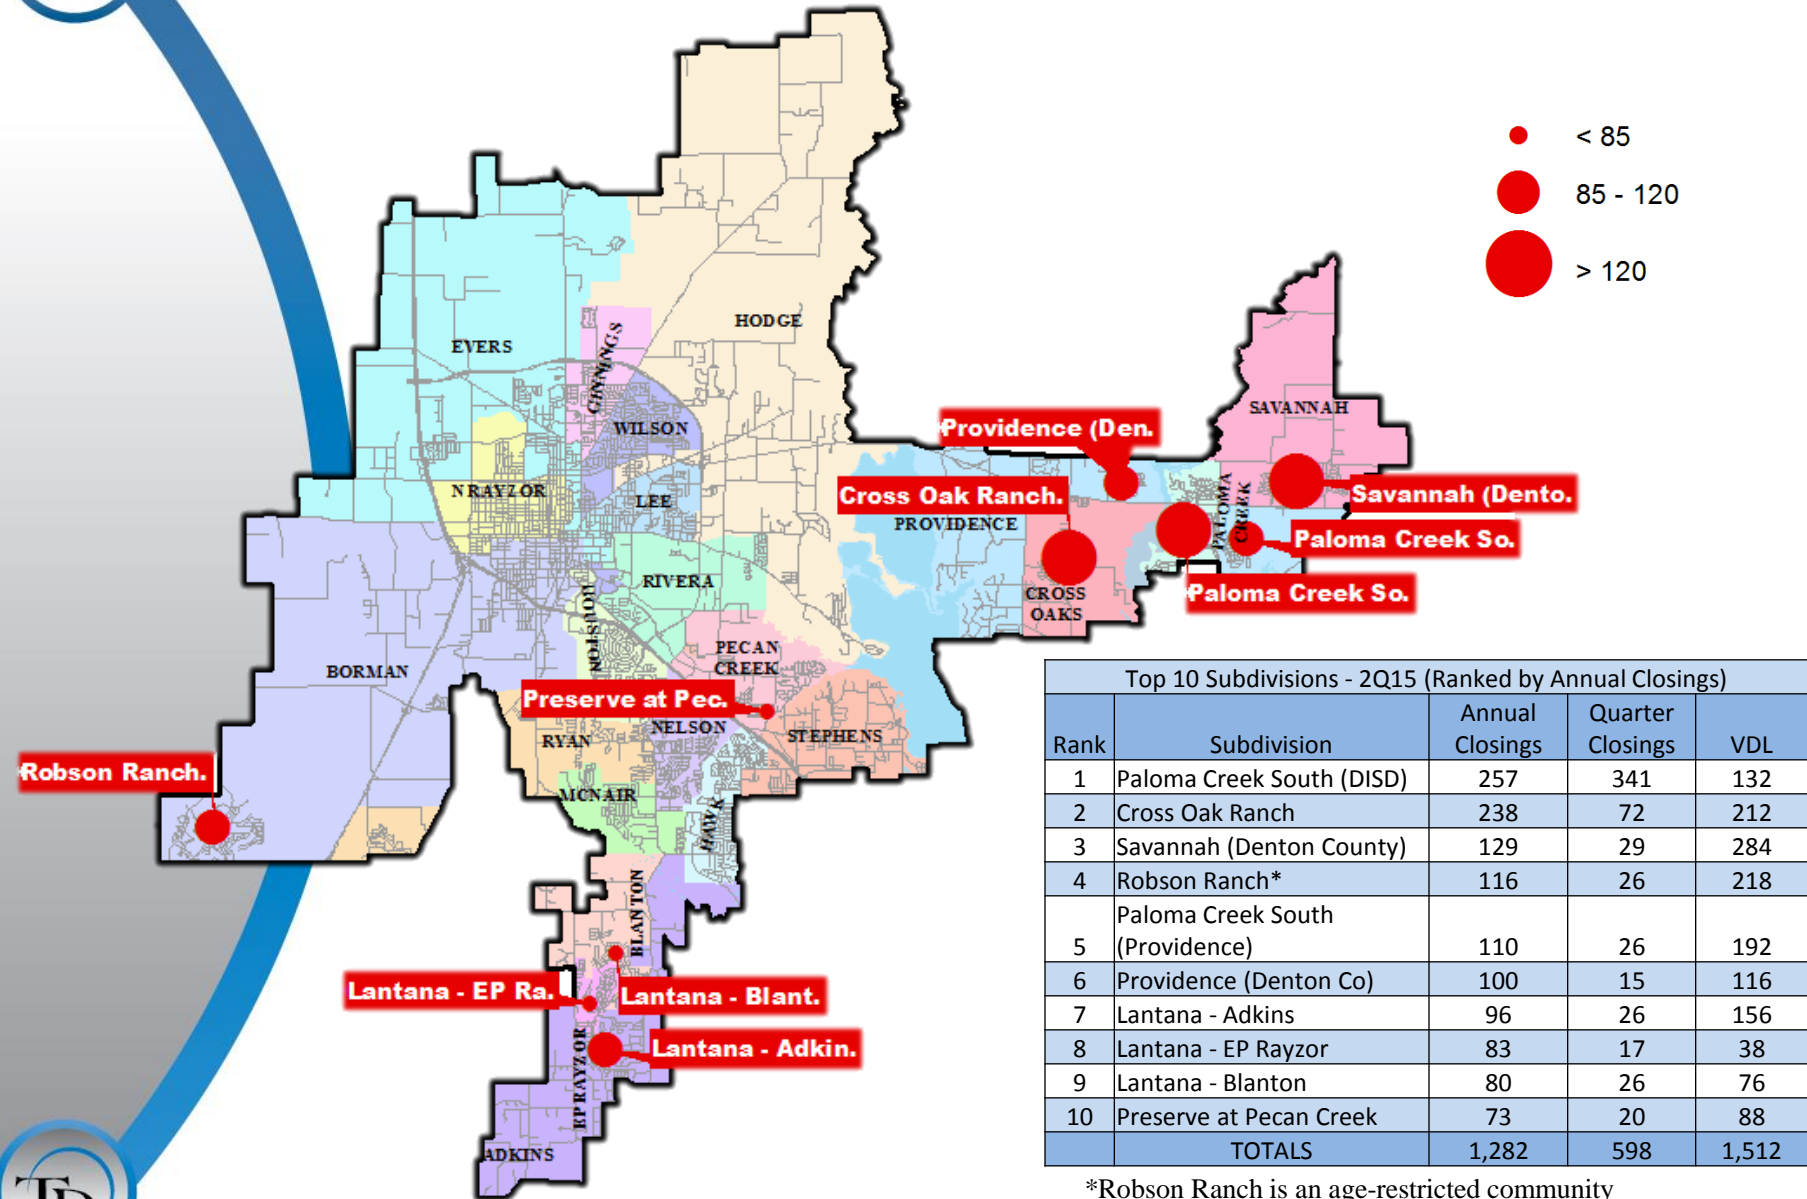 < 85
85 - 120
> 120
HODGE
EVERS
GINNINGS
WILSON
SAVANNAH
Providence (Den.
N RAYZOR
LEE
Cross Oak Ranch.
Savannah (Dento.
PROVIDENCE
PALOMA
CREEK
Paloma Creek So.
RIVERA
Paloma Creek So.
CROSS
OAKS
HOUSTON
PECAN
CREEK
BORMAN
Preserve at Pec.
NELSON
RYAN
STEPHENS
Robson Ranch.
MCNAIR
HAWK
BLANTON
Lantana - EP Ra.
Lantana - Blant.
Lantana - Adkin.
EP RAYZOR
ADKINS
Top 10 Subdivisions - 2Q15 (Ranked by Annual Closings)
Rank Subdivision Annual Closings Quarter Closings VDL
1 Paloma Creek South (DISD) 257 341 132
2 Cross Oak Ranch 238 72 212
3 Savannah (Denton County) 129 29 284
4 Robson Ranch* 116 26 218
5 Paloma Creek South (Providence) 110 26 192
6 Providence (Denton Co) 100 15 116
7 Lantana - Adkins 96 26 156
8 Lantana - EP Rayzor 83 17 38
9 Lantana - Blanton 80 26 76
10 Preserve at Pecan Creek 73 20 88
TOTALS 1,282 598 1,512
*Robson Ranch is an age-restricted community